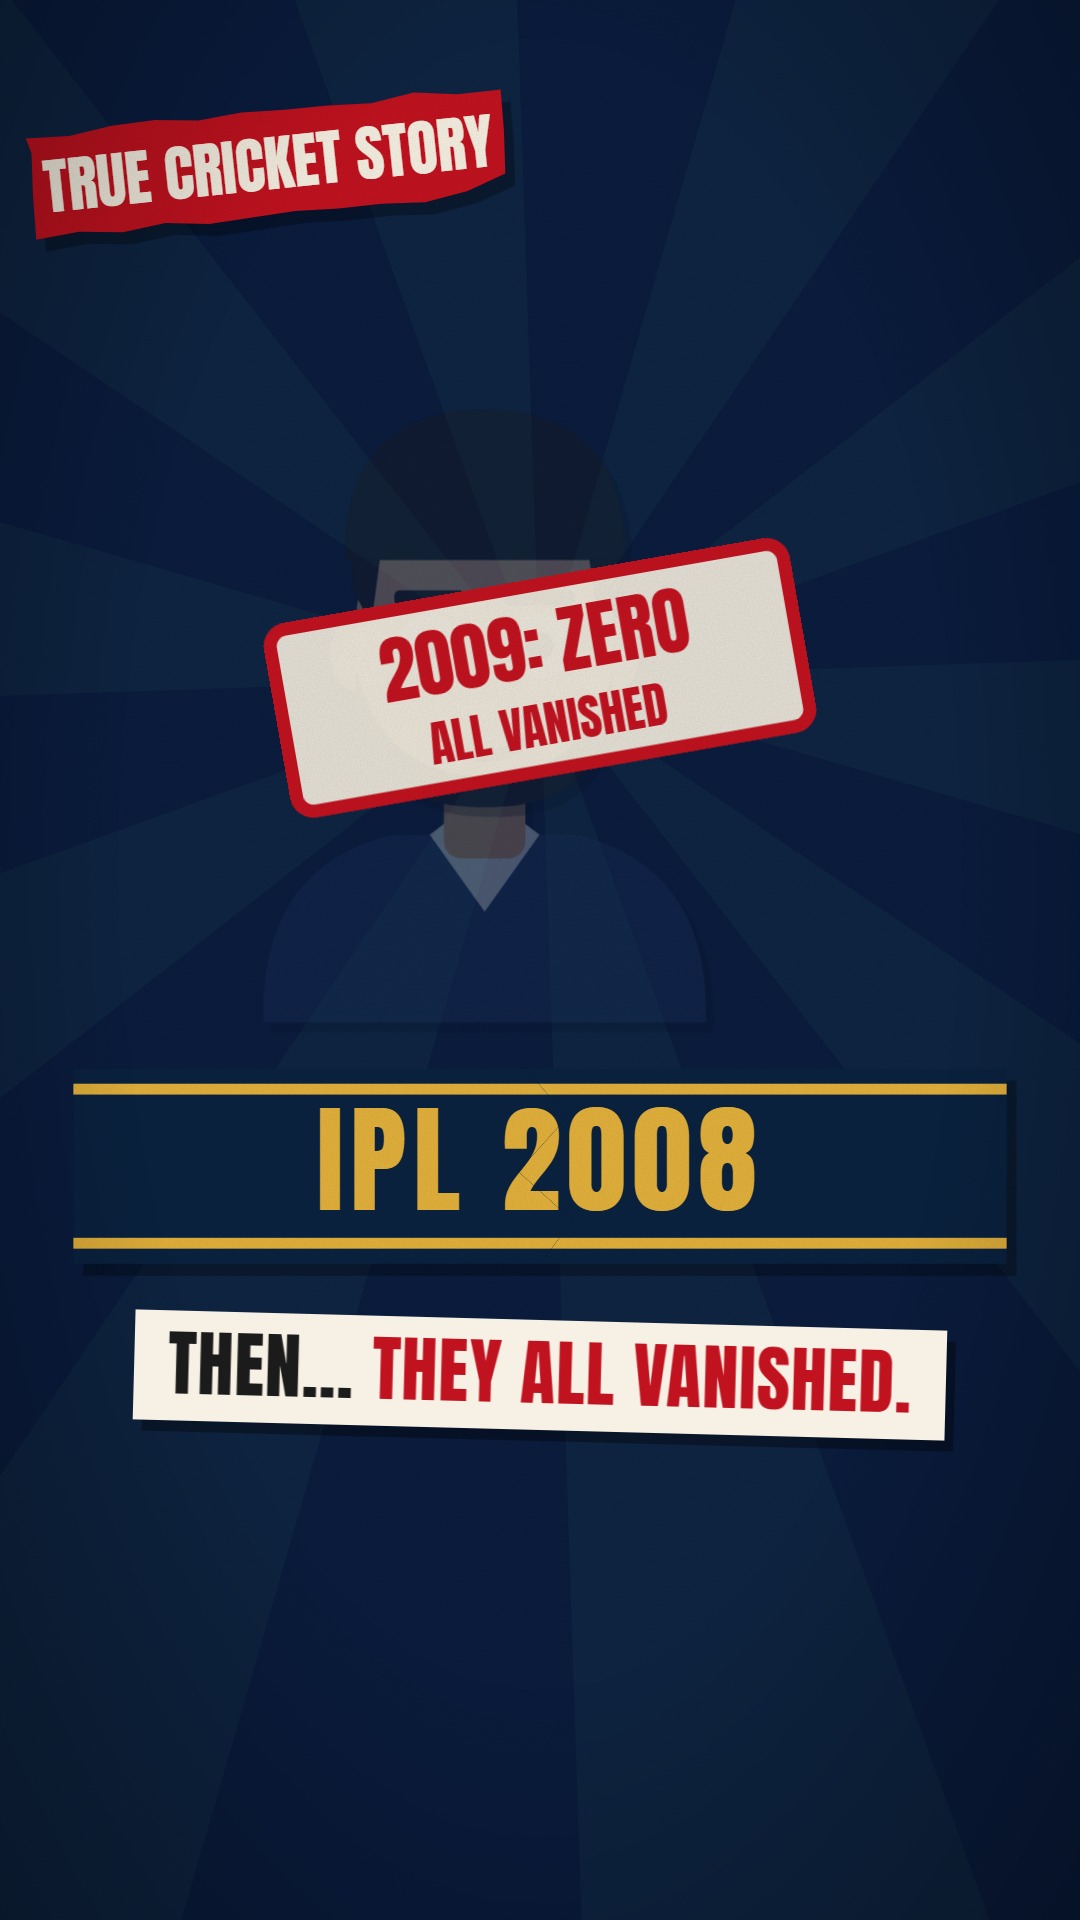 TRUE CRICKET STORY
2009: ZERO
ALL VANISHED
IPL 2008
THEN... THEY ALL VANISHED.